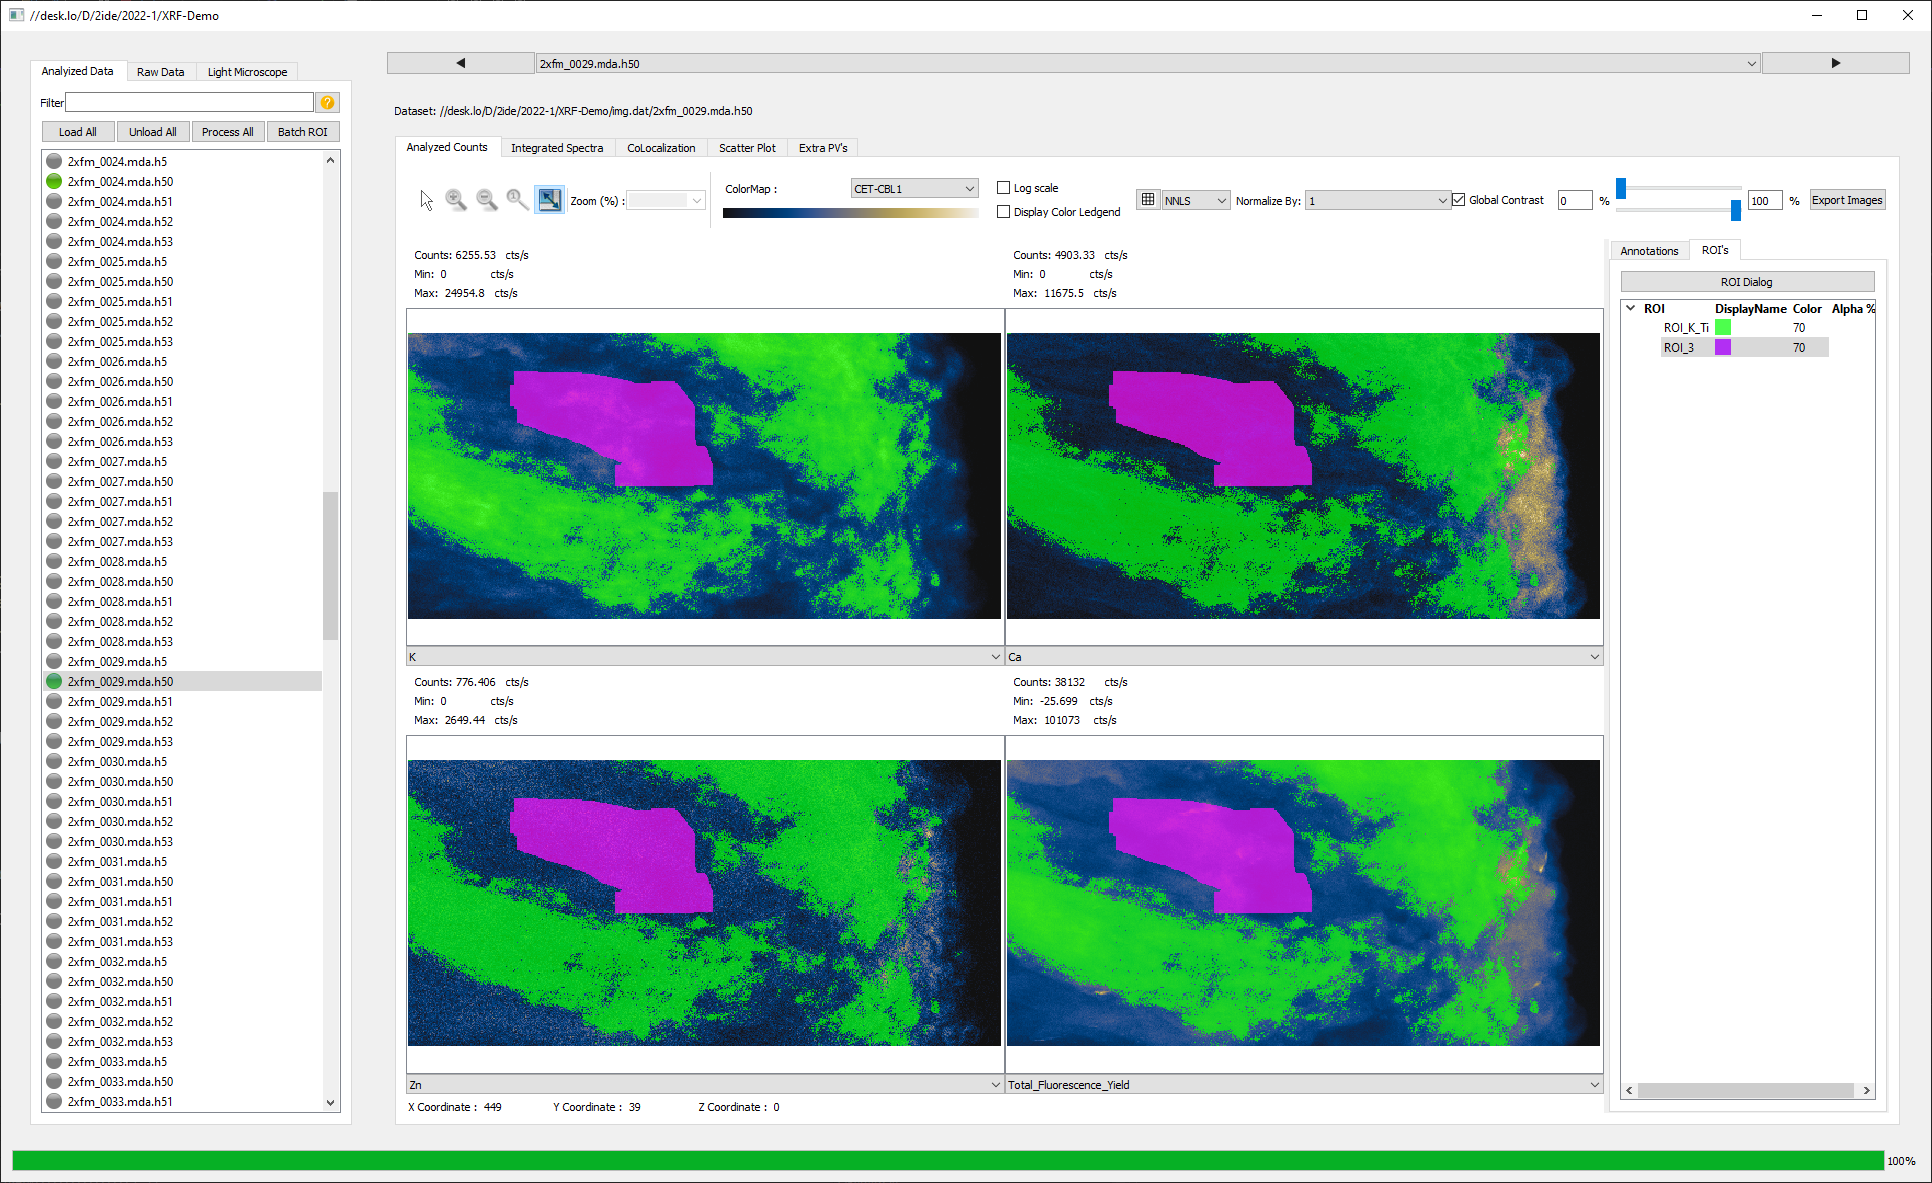 //desk.lo/D/2ide/2022-1/XRF-Demo
Analyized Data Raw Data Light Microscope
Filter
Load All Unload All Process All Batch ROI
2xfm_0024.mda.h5
2xfm_0024.mda.h50
2xfm_0024.mda.h51
2xfm_0024.mda.h52
2xfm_0024.mda.h53
2xfm_0025.mda.h5
2xfm_0025.mda.h50
2xfm_0025.mda.h51
2xfm_0025.mda.h52
2xfm_0025.mda.h53
2xfm_0026.mda.h5
2xfm_0026.mda.h50
2xfm_0026.mda.h51
2xfm_0026.mda.h52
2xfm_0026.mda.h53
2xfm_0027.mda.h5
2xfm_0027.mda.h50
2xfm_0027.mda.h51
2xfm_0027.mda.h52
2xfm_0027.mda.h53
2xfm_0028.mda.h5
2xfm_0028.mda.h50
2xfm_0028.mda.h51
2xfm_0028.mda.h52
2xfm_0028.mda.h53
2xfm_0029.mda.h5
2xfm_0029.mda.h50
2xfm_0029.mda.h51
2xfm_0029.mda.h52
2xfm_0029.mda.h53
2xfm_0030.mda.h5
2xfm_0030.mda.h50
2xfm_0030.mda.h51
2xfm_0030.mda.h52
2xfm_0030.mda.h53
2xfm_0031.mda.h5
2xfm_0031.mda.h50
2xfm_0031.mda.h51
2xfm_0031.mda.h52
2xfm_0031.mda.h53
2xfm_0032.mda.h5
2xfm_0032.mda.h50
2xfm_0032.mda.h51
2xfm_0032.mda.h52
2xfm_0032.mda.h53
2xfm_0033.mda.h5
2xfm_0033.mda.h50
2xfm_0033.mda.h51
2xfm_0029.mda.h50
Dataset: //desk.lo/D/2ide/2022-1/XRF-Demo/img.dat/2xfm_0029.mda.h50
Analyzed Counts Integrated Spectra CoLocalization Scatter Plot Extra PV's
Zoom (%) : ColorMap : CET-CBL1 Log scale
Display Color Ledgend
NNLS Normalize By: 1 Global Contrast 0 % 100 % Export Images
Counts: 6255.53 cts/s
Min: 0 cts/s
Max: 24954.8 cts/s
K
Counts: 4903.33 cts/s
Min: 0 cts/s
Max: 11675.5 cts/s
Ca
Counts: 776.406 cts/s
Min: 0 cts/s
Max: 2649.44 cts/s
Zn
Counts: 38132 cts/s
Min: -25.699 cts/s
Max: 101073 cts/s
Total_Fluorescence_Yield
X Coordinate : 449 Y Coordinate : 39 Z Coordinate : 0
Annotations ROI's
ROI Dialog
ROI DisplayName Color Alpha %
ROI_K_Ti 70
ROI_3 70
100%